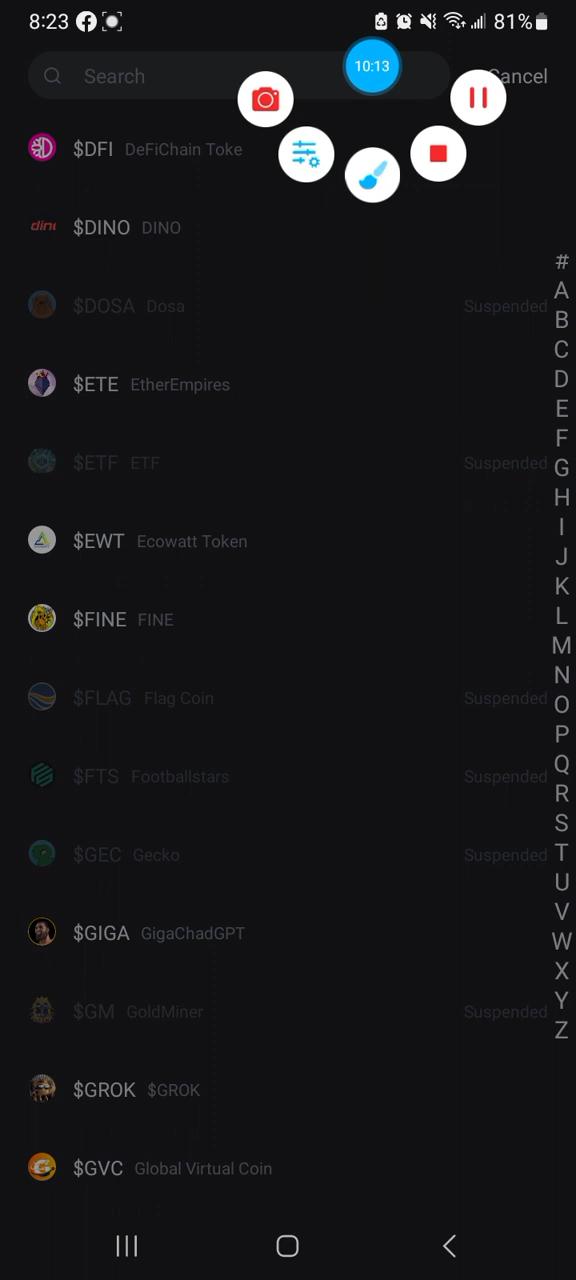 8:23 81%
10:13
Search Cancel
$DFI DeFiChain Toke
$DINO DINO
$DOSA Dosa Suspended
$ETE EtherEmpires
$ETF ETF Suspended
$EWT Ecowatt Token
$FINE FINE
$FLAG Flag Coin Suspended
$FTS Footballstars Suspended
$GEC Gecko Suspended
$GIGA GigaChadGPT
$GM GoldMiner Suspended
$GROK $GROK
$GVC Global Virtual Coin
#
A
B
C
D
E
F
G
H
I
J
K
L
M
N
O
P
Q
R
S
T
U
V
W
X
Y
Z